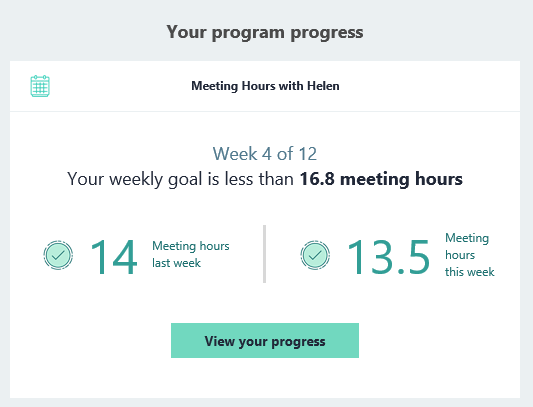 Your program progress
Meeting Hours with Helen
Week 4 of 12
Your weekly goal is less than 16.8 meeting hours
14
Meeting hours
last week
13.5
Meeting
hours
this week
View your progress